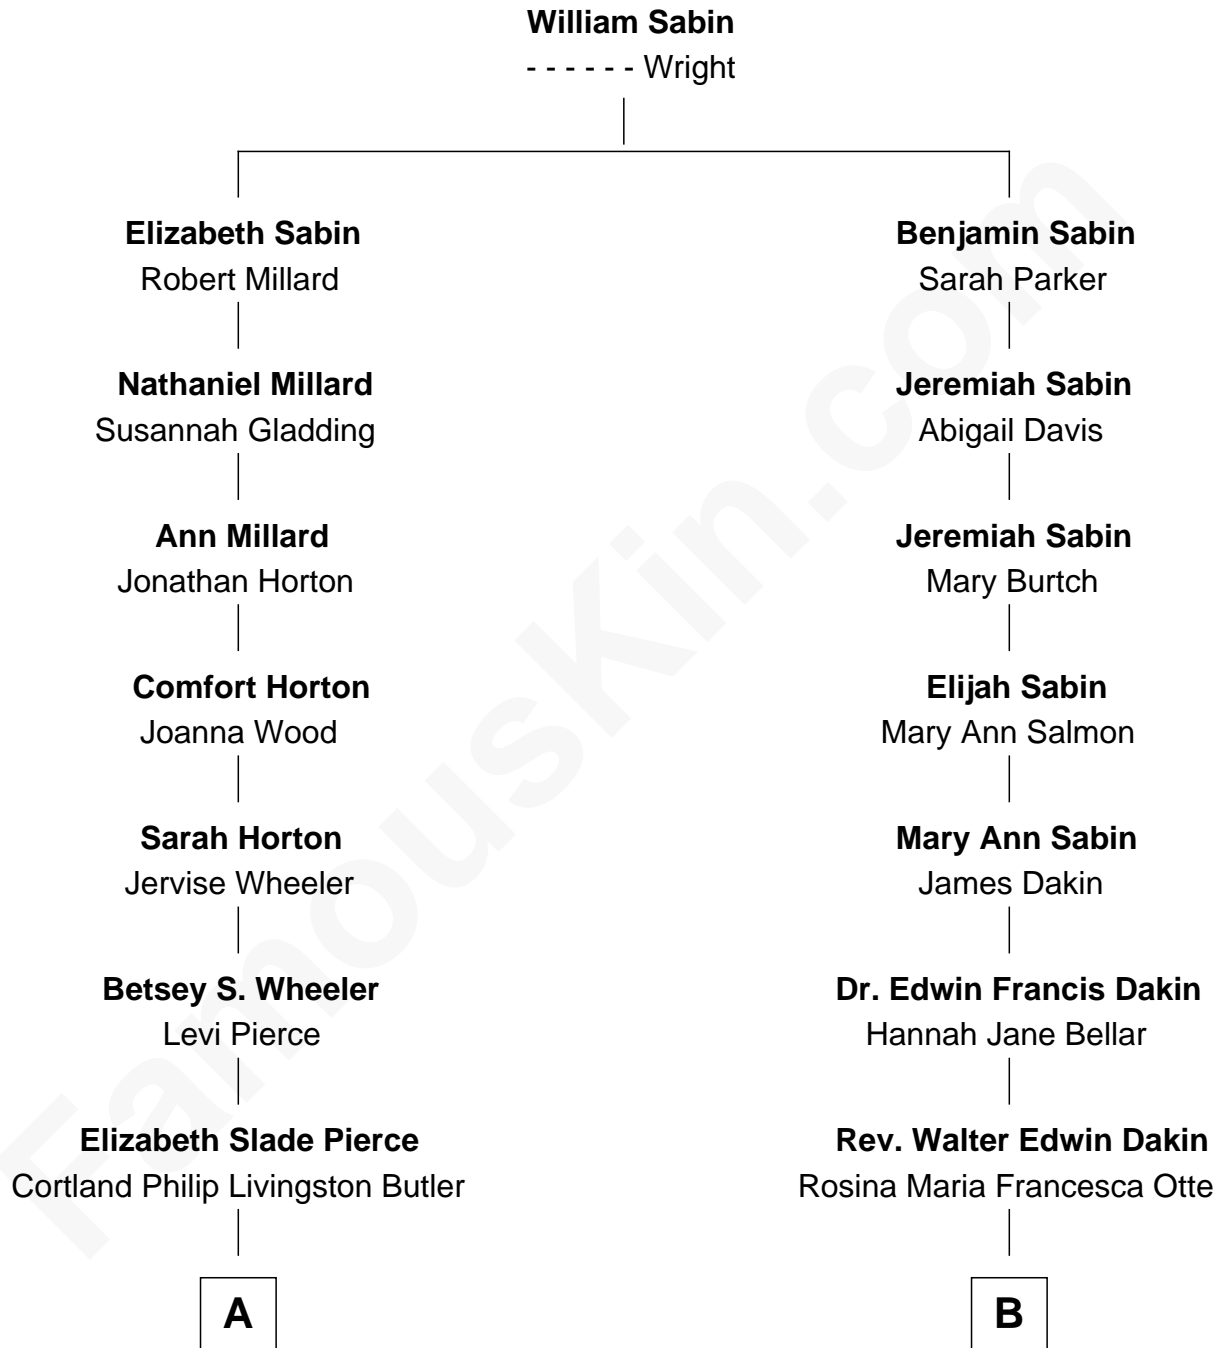 William Sabin
- - - - - - Wright
Elizabeth Sabin
Robert Millard
Benjamin Sabin
Sarah Parker
Nathaniel Millard
Susannah Gladding
Jeremiah Sabin
Abigail Davis
Ann Millard
Jonathan Horton
Jeremiah Sabin
Mary Burtch
Comfort Horton
Joanna Wood
Elijah Sabin
Mary Ann Salmon
Sarah Horton
Jervise Wheeler
Mary Ann Sabin
James Dakin
Betsey S. Wheeler
Levi Pierce
Dr. Edwin Francis Dakin
Hannah Jane Bellar
Elizabeth Slade Pierce
Cortland Philip Livingston Butler
Rev. Walter Edwin Dakin
Rosina Maria Francesca Otte
A
B
FamousKin.com